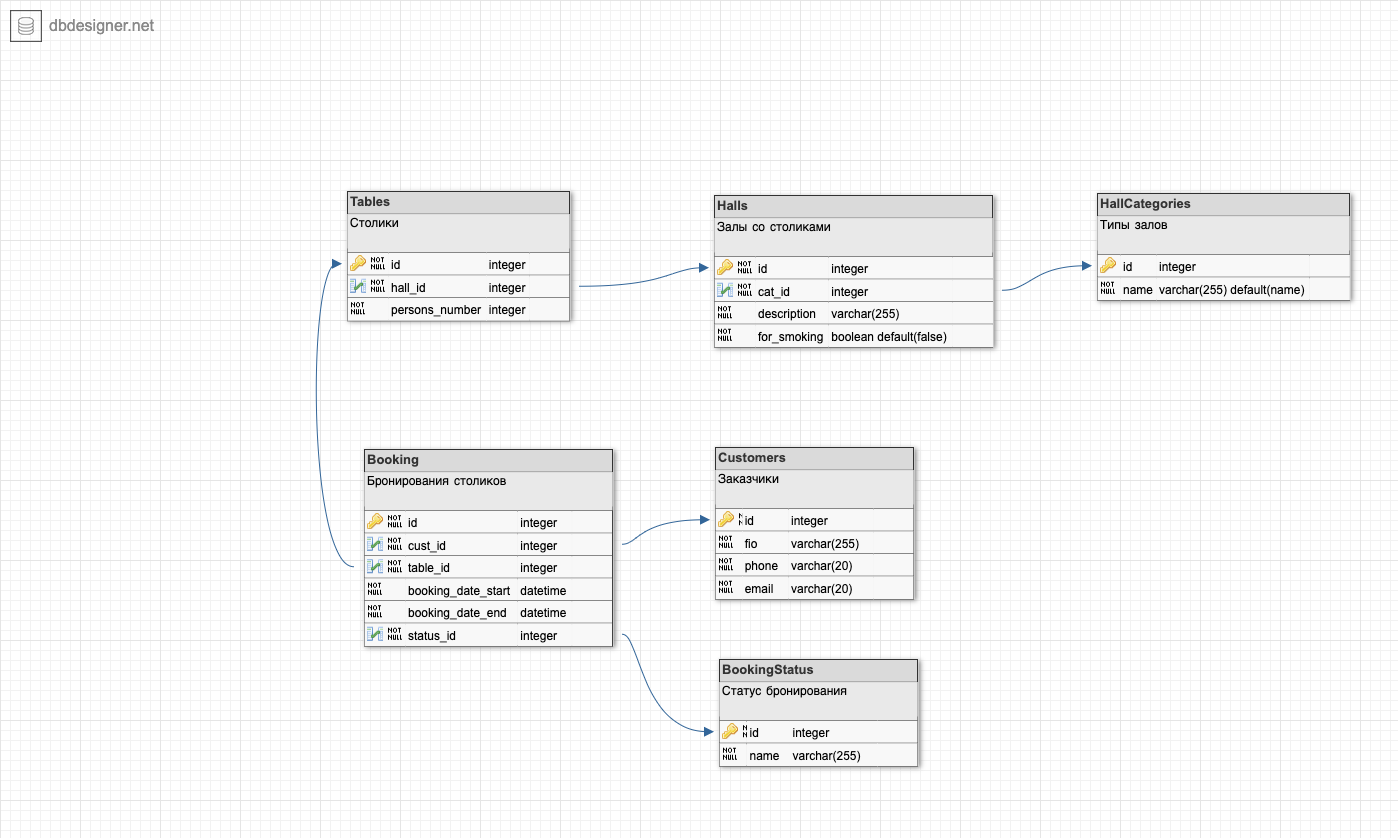 dbdesigner.net
Tables
Столики
NOT NULL id integer
NOT NULL hall_id integer
NOT NULL persons_number integer
Halls
Залы со столиками
NOT NULL id integer
NOT NULL cat_id integer
NOT NULL description varchar(255)
NOT NULL for_smoking boolean default(false)
HallCategories
Типы залов
id integer
NOT NULL name varchar(255) default(name)
Booking
Бронирования столиков
NOT NULL id integer
NOT NULL cust_id integer
NOT NULL table_id integer
NOT NULL booking_date_start datetime
NOT NULL booking_date_end datetime
NOT NULL status_id integer
Customers
Заказчики
id integer
NOT NULL fio varchar(255)
NOT NULL phone varchar(20)
NOT NULL email varchar(20)
BookingStatus
Статус бронирования
id integer
NOT NULL name varchar(255)